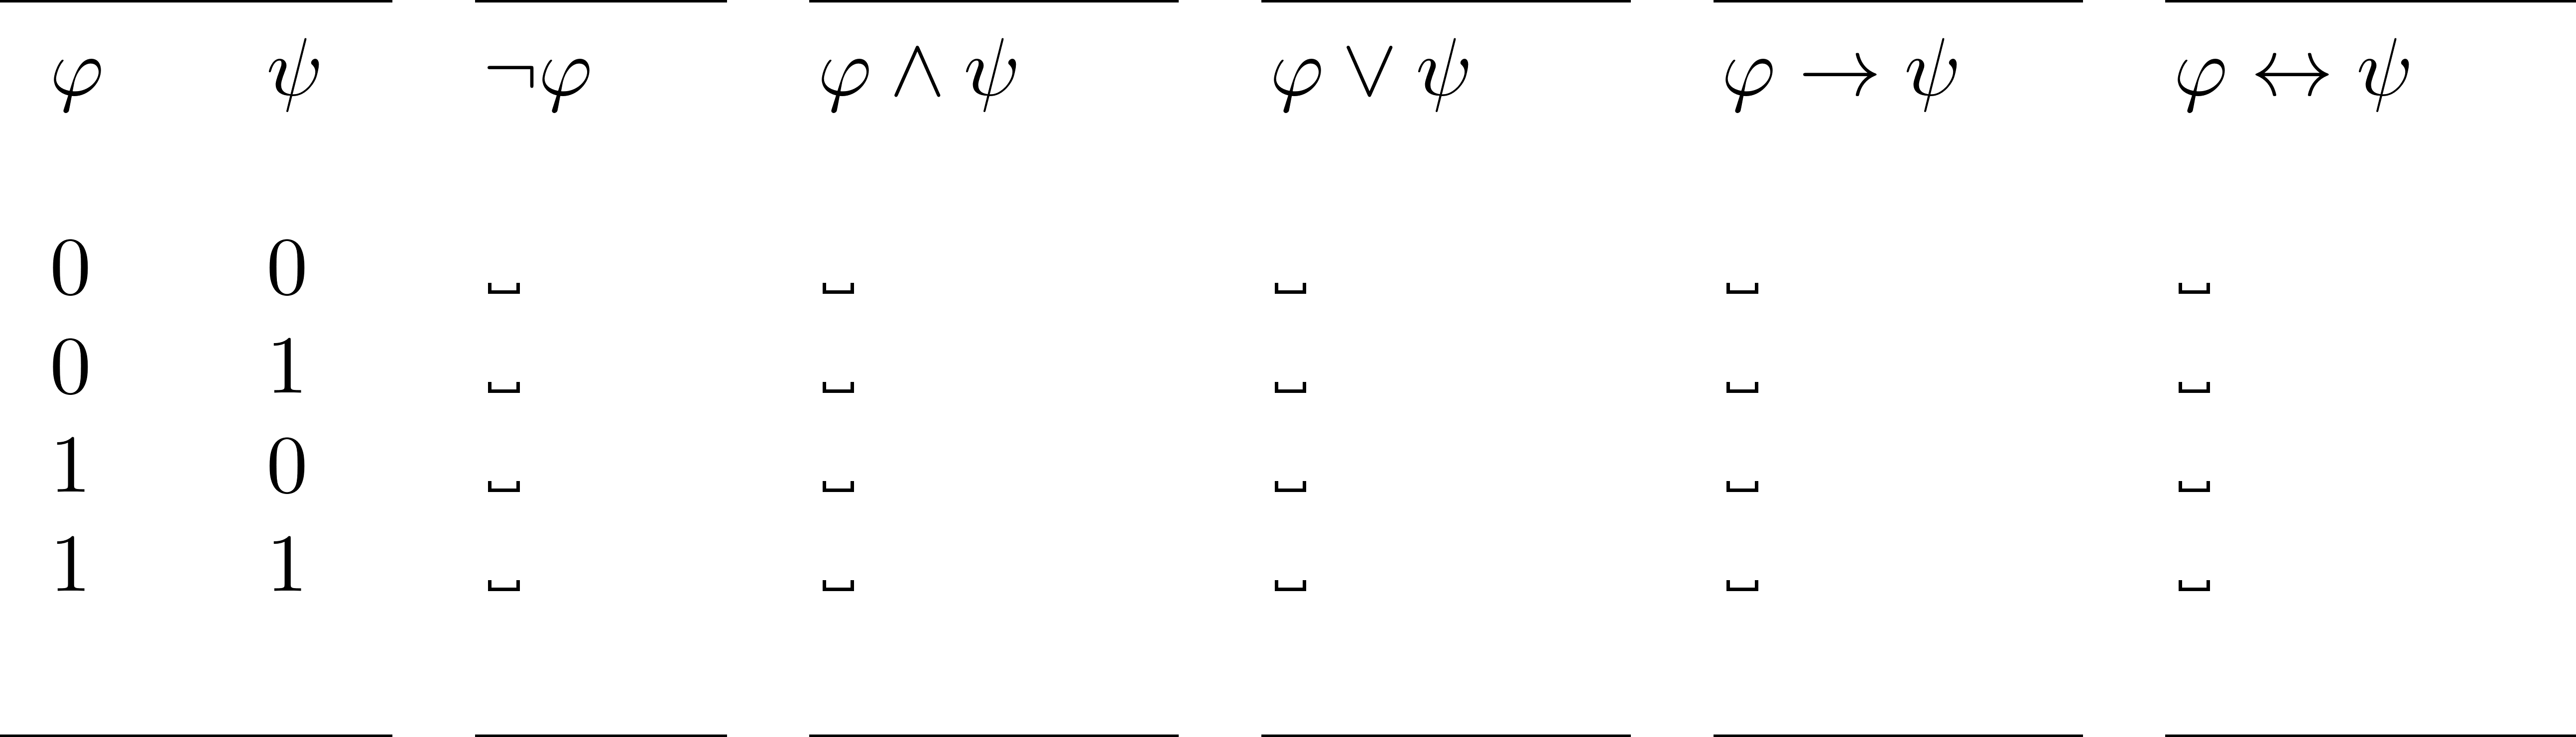 φ ψ ¬φ φ ∧ ψ φ ∨ ψ φ → ψ φ ↔ ψ
0 0 ␣ ␣ ␣ ␣ ␣
0 1 ␣ ␣ ␣ ␣ ␣
1 0 ␣ ␣ ␣ ␣ ␣
1 1 ␣ ␣ ␣ ␣ ␣